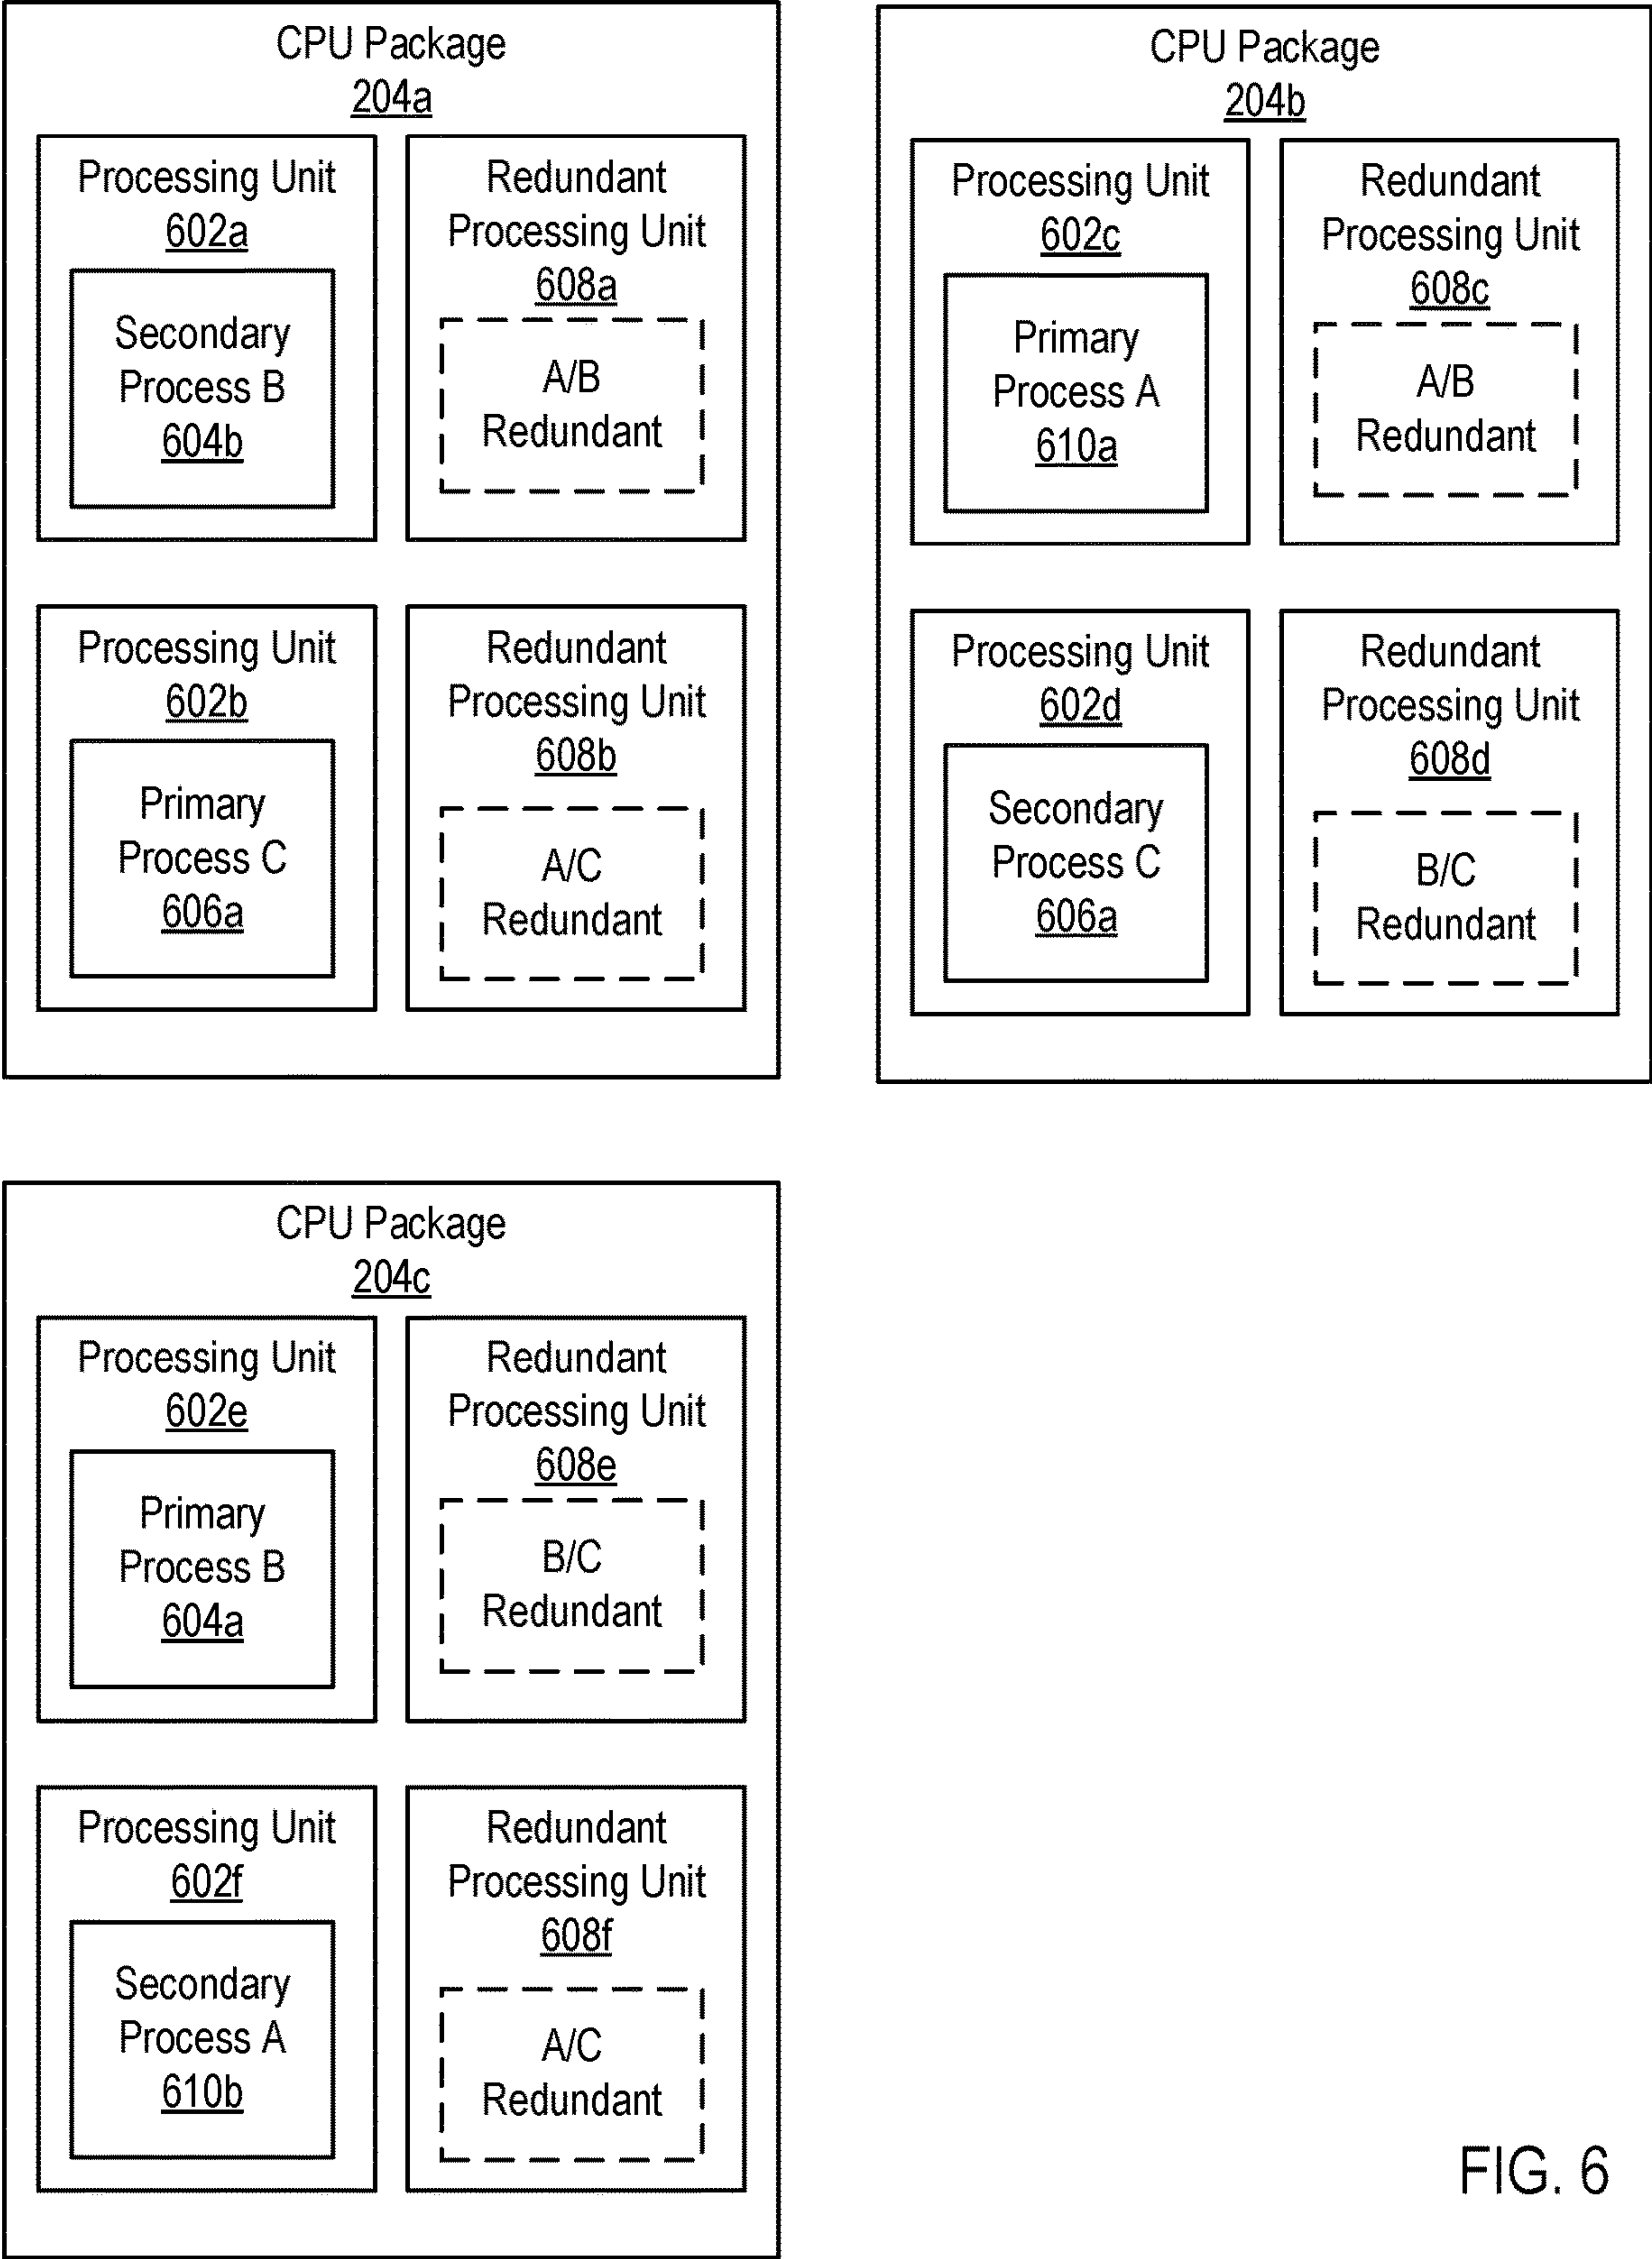 CPU Package
204a
Processing Unit
602a
Secondary
Process B
604b
Redundant
Processing Unit
608a
A/B
Redundant
Processing Unit
602b
Primary
Process C
606a
Redundant
Processing Unit
608b
A/C
Redundant
CPU Package
204b
Processing Unit
602c
Primary
Process A
610a
Redundant
Processing Unit
608c
A/B
Redundant
Processing Unit
602d
Secondary
Process C
606a
Redundant
Processing Unit
608d
B/C
Redundant
CPU Package
204c
Processing Unit
602e
Primary
Process B
604a
Redundant
Processing Unit
608e
B/C
Redundant
Processing Unit
602f
Secondary
Process A
610b
Redundant
Processing Unit
608f
A/C
Redundant
FIG. 6